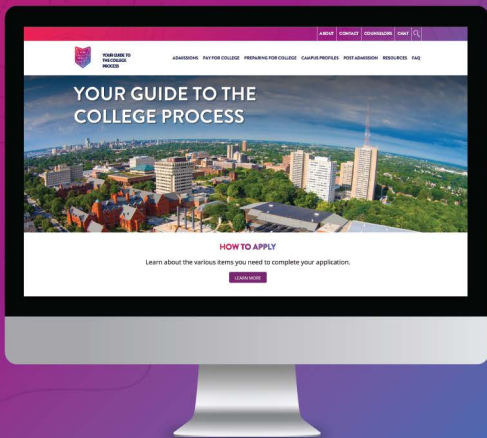 ABOUT CONTACT COUNSELORS CHAT
YOUR GUIDE TO
THE COLLEGE
PROCESS
ADMISSIONS PAY FOR COLLEGE PREPARING FOR COLLEGE CAMPUS PROFILES POST ADMISSION RESOURCES FAQ
YOUR GUIDE TO THE
COLLEGE PROCESS
HOW TO APPLY
Learn about the various items you need to complete your application.
LEARN MORE